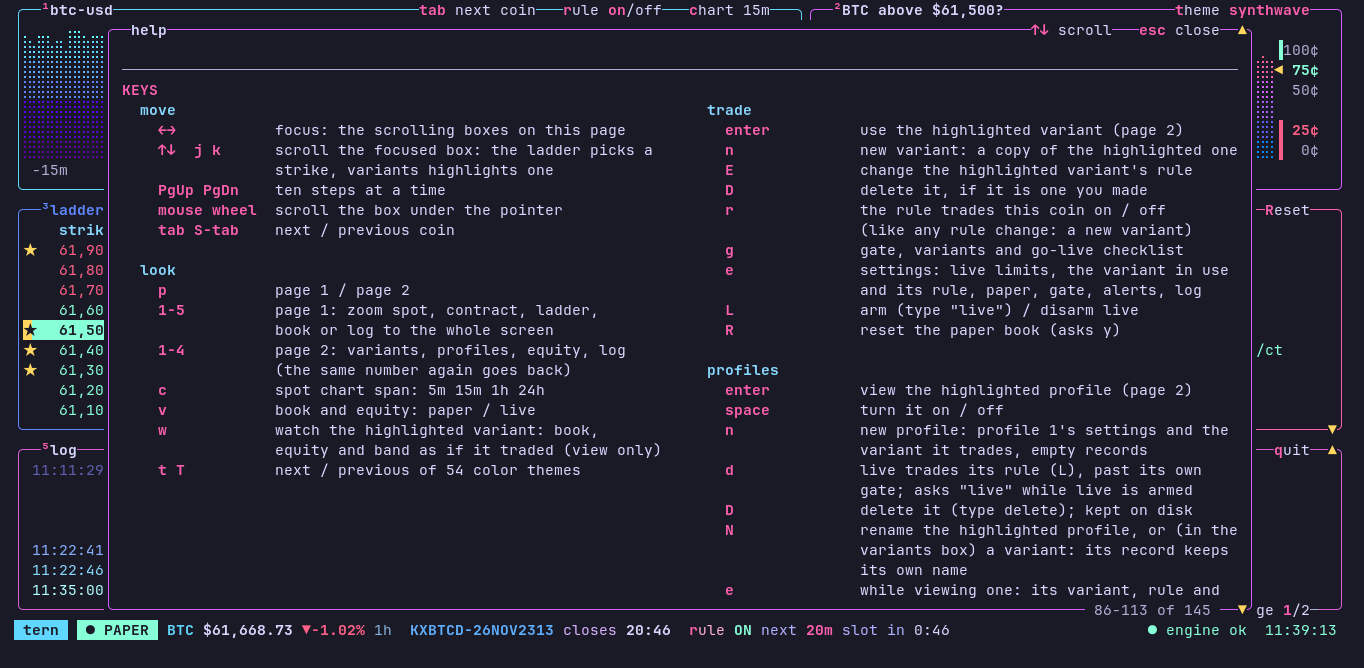 ¹btc-usd tab next coin rule on/off chart 15m ²BTC above $61,500? theme synthwave
help ↑↓ scroll esc close ▲
100¢
◀ 75¢
50¢
25¢
0¢
-15m
KEYS
move
↔ focus: the scrolling boxes on this page
↑↓ j k scroll the focused box: the ladder picks a
strike, variants highlights one
PgUp PgDn ten steps at a time
mouse wheel scroll the box under the pointer
tab S-tab next / previous coin
look
p page 1 / page 2
1-5 page 1: zoom spot, contract, ladder,
book or log to the whole screen
1-4 page 2: variants, profiles, equity, log
(the same number again goes back)
c spot chart span: 5m 15m 1h 24h
v book and equity: paper / live
w watch the highlighted variant: book,
equity and band as if it traded (view only)
t T next / previous of 54 color themes
trade
enter use the highlighted variant (page 2)
n new variant: a copy of the highlighted one
E change the highlighted variant's rule
D delete it, if it is one you made
r the rule trades this coin on / off
(like any rule change: a new variant)
g gate, variants and go-live checklist
e settings: live limits, the variant in use
and its rule, paper, gate, alerts, log
L arm (type "live") / disarm live
R reset the paper book (asks y)
profiles
enter view the highlighted profile (page 2)
space turn it on / off
n new profile: profile 1's settings and the
variant it trades, empty records
d live trades its rule (L), past its own
gate; asks "live" while live is armed
D delete it (type delete); kept on disk
N rename the highlighted profile, or (in the
variants box) a variant: its record keeps
its own name
e while viewing one: its variant, rule and
86-113 of 145 ▼
³ladder
strik
★ 61,90
61,80
61,70
61,60
★ 61,50
★ 61,40
★ 61,30
61,20
61,10
Reset
/ct
▼
⁵log
quit ▲
11:11:29
11:22:41
11:22:46
11:35:00
ge 1/2
tern ● PAPER BTC $61,668.73 ▼-1.02% 1h KXBTCD-26NOV2313 closes 20:46 rule ON next 20m slot in 0:46 ● engine ok 11:39:13